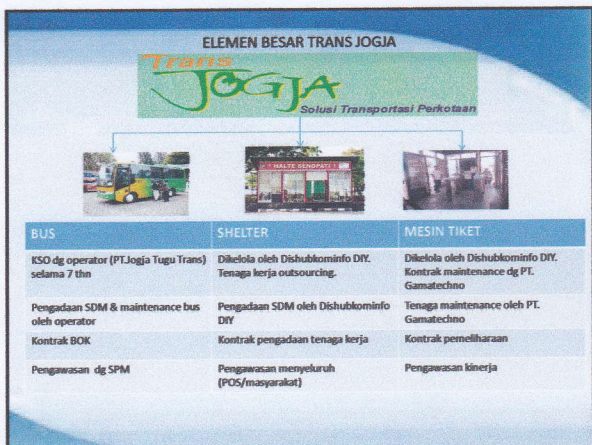 ELEMEN BESAR TRANS JOGJA
Trans
JOGJA
Solusi Transportasi Perkotaan
HALTE SENOPATI 1
BUS
SHELTER
MESIN TIKET
KSO dg operator (PT.Jogja Tugu Trans)
selama 7 thn
Dikelola oleh Dishubkominfo DIY.
Tenaga kerja outsourcing.
Dikelola oleh Dishubkominfo DIY.
Kontrak maintenance dg PT.
Gamatechno
Pengadaan SDM & maintenance bus
oleh operator
Pengadaan SDM oleh Dishubkominfo
DIY
Tenaga maintenance oleh PT.
Gamatechno
Kontrak BOK
Kontrak pengadaan tenaga kerja
Kontrak pemeliharaan
Pengawasan dg SPM
Pengawasan menyeluruh
(POS/masyarakat)
Pengawasan kinerja